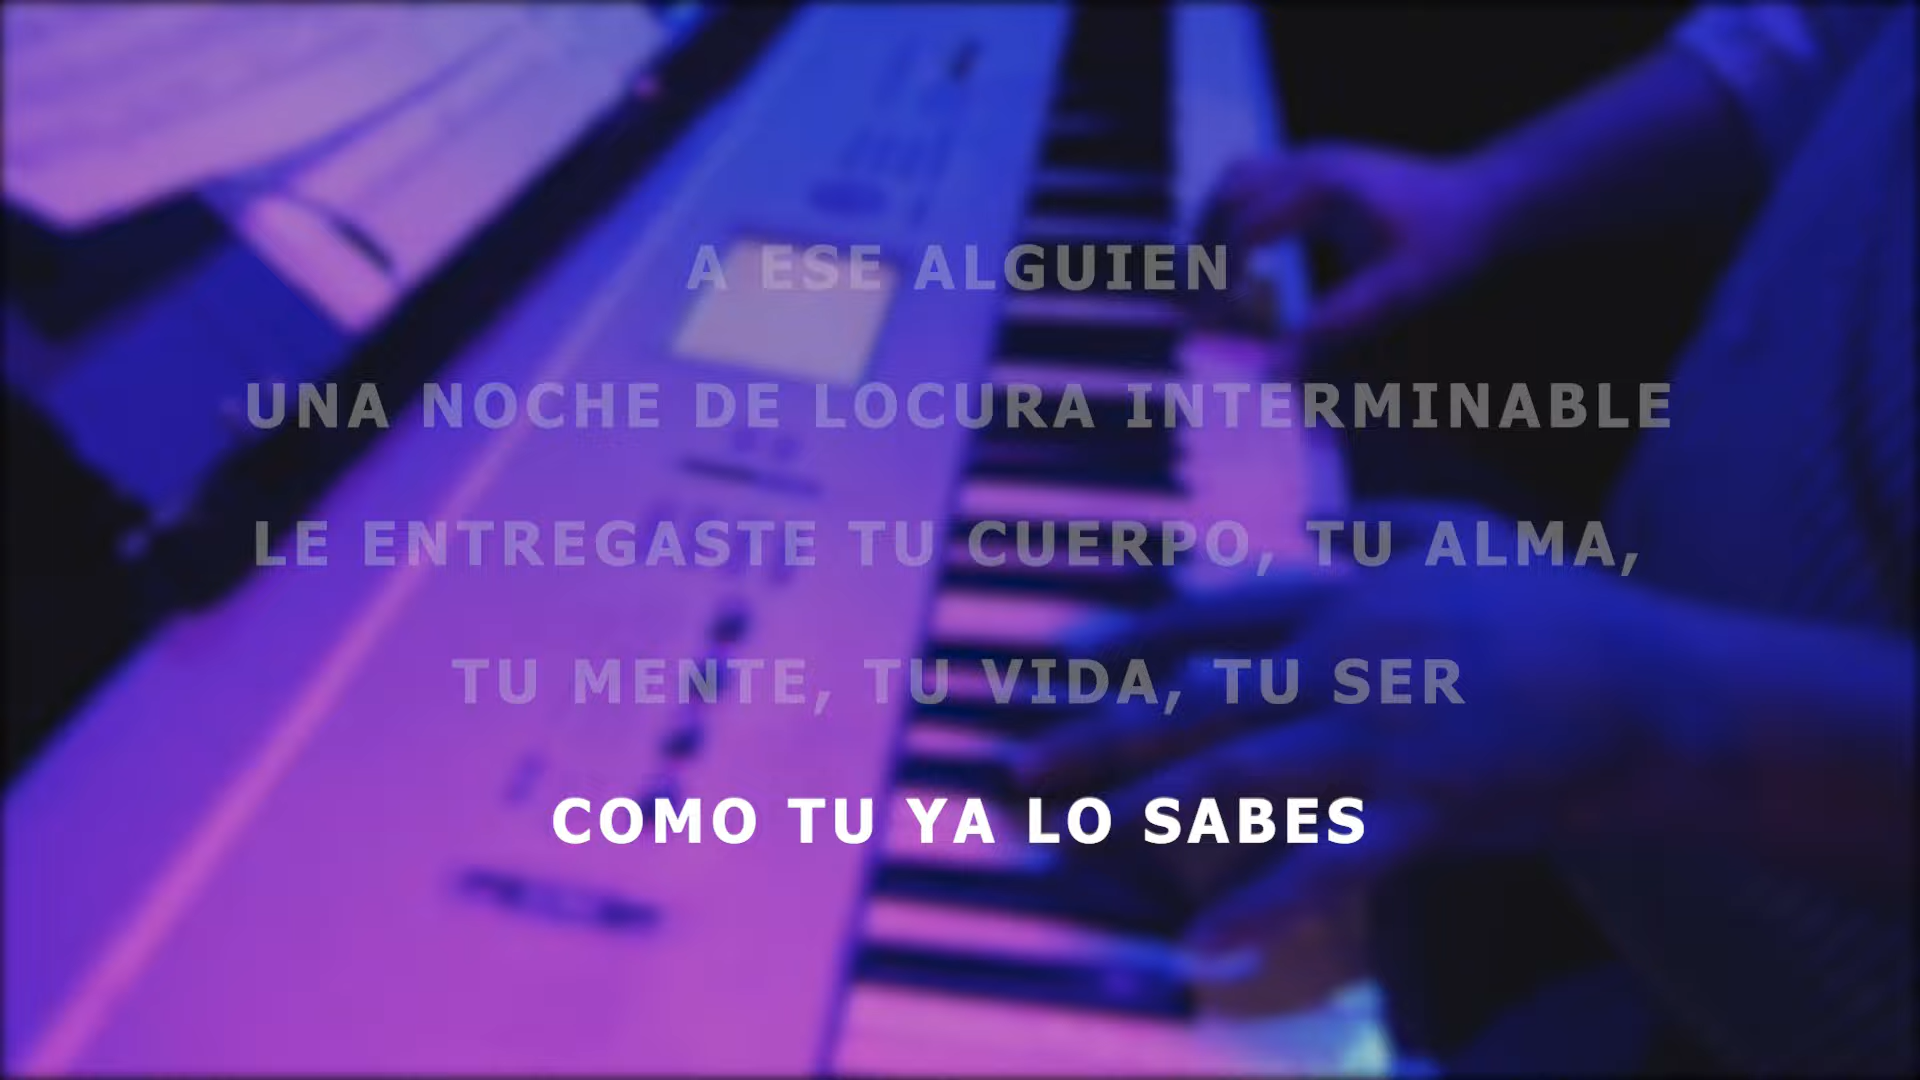 A ESE ALGUIEN
UNA NOCHE DE LOCURA INTERMINABLE
LE ENTREGASTE TU CUERPO, TU ALMA,
TU MENTE, TU VIDA, TU SER
COMO TU YA LO SABES